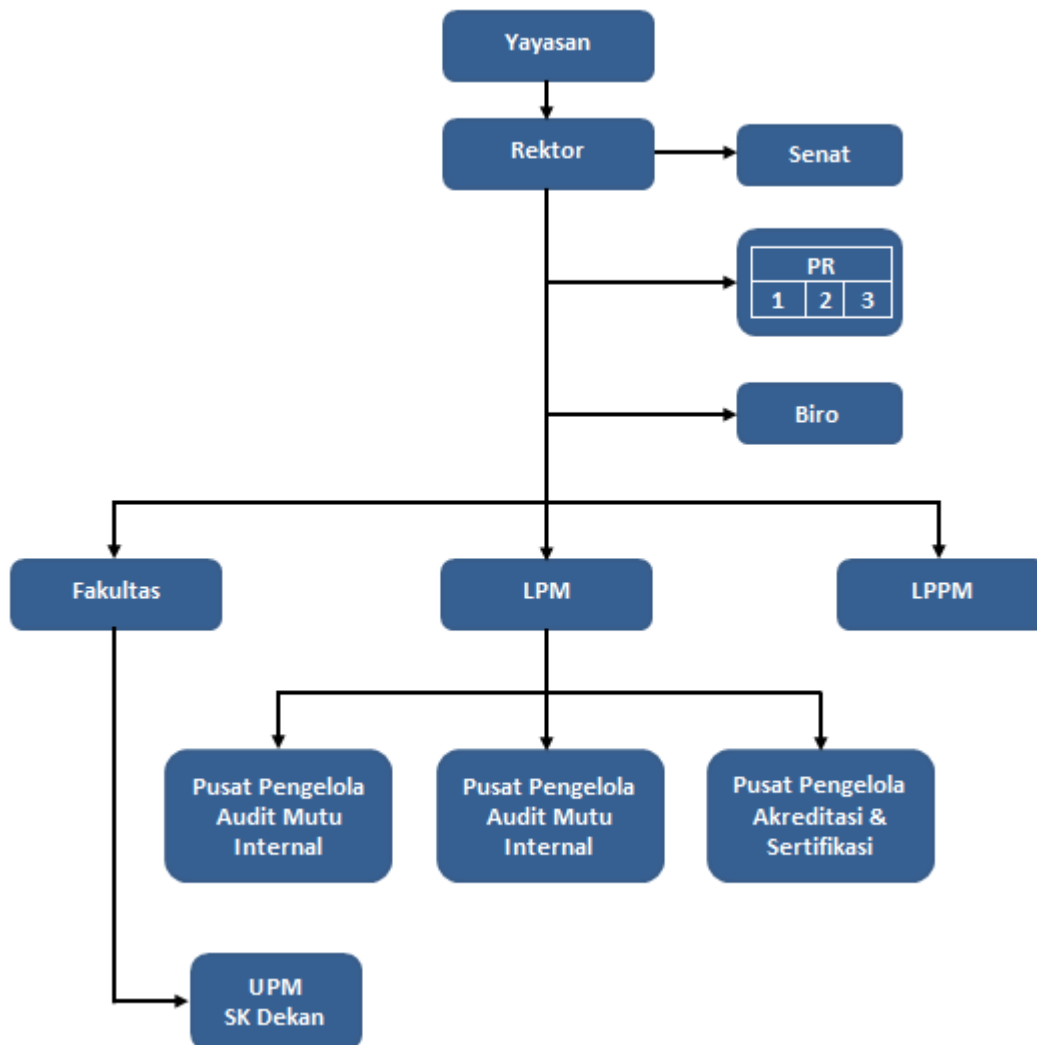 Yayasan
Rektor
Senat
PR
1 2 3
Biro
Fakultas
LPM
LPPM
Pusat Pengelola
Audit Mutu
Internal
Pusat Pengelola
Audit Mutu
Internal
Pusat Pengelola
Akreditasi &
Sertifikasi
UPM
SK Dekan